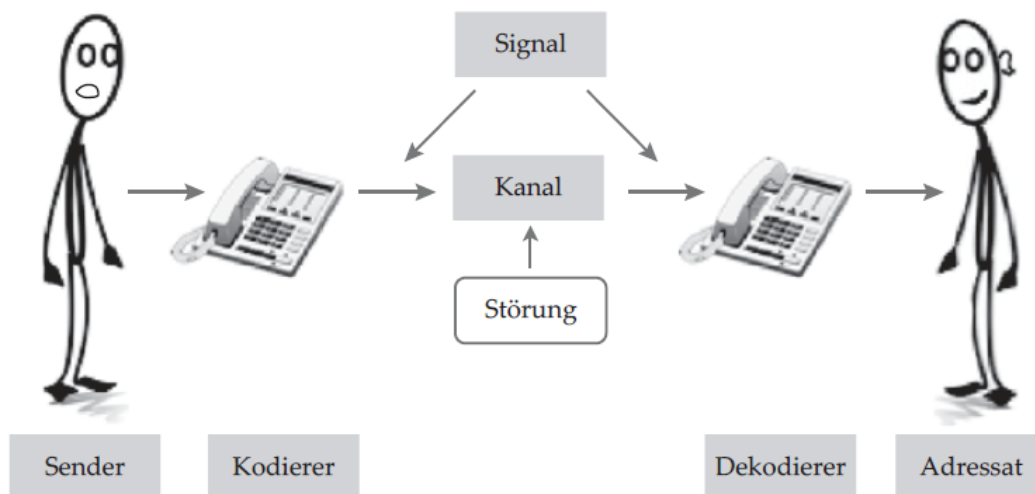 Signal
Kanal
Störung
Sender
Kodierer
Dekodierer
Adressat